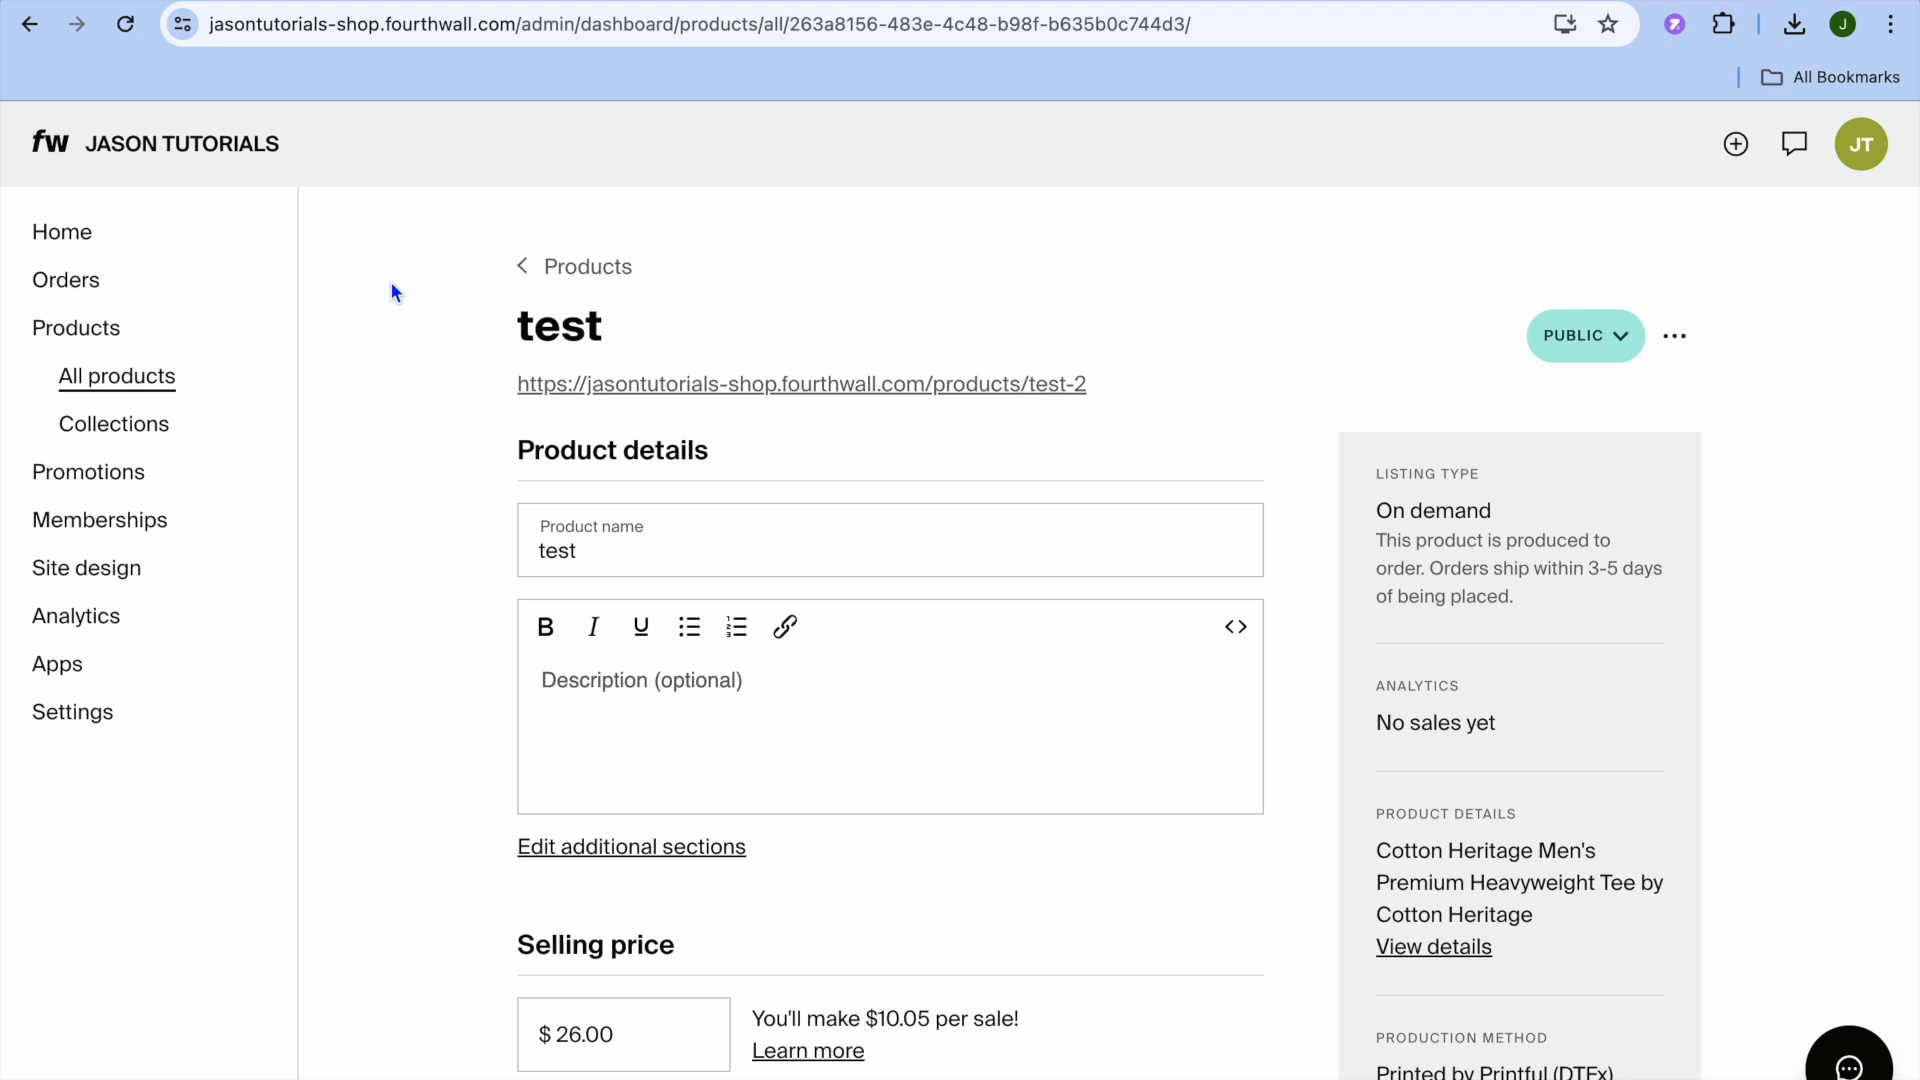 jasontutorials-shop.fourthwall.com/admin/dashboard/products/all/263a8156-483e-4c48-b98f-b635b0c744d3/
J
All Bookmarks
fw JASON TUTORIALS
JT
Home
Orders
Products
All products
Collections
Promotions
Memberships
Site design
Analytics
Apps
Settings
Products
test
PUBLIC
https://jasontutorials-shop.fourthwall.com/products/test-2
Product details
Product name
test
B I U
Description (optional)
Edit additional sections
Selling price
$ 26.00
You'll make $10.05 per sale!
Learn more
LISTING TYPE
On demand
This product is produced to
order. Orders ship within 3-5 days
of being placed.
ANALYTICS
No sales yet
PRODUCT DETAILS
Cotton Heritage Men's
Premium Heavyweight Tee by
Cotton Heritage
View details
PRODUCTION METHOD
Printed by Printful (DTFx)